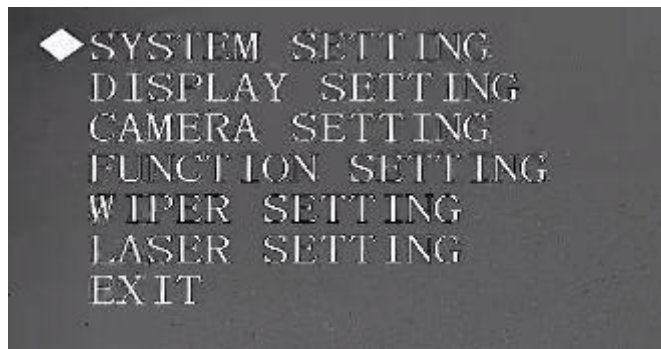 SYSTEM SETTING
DISPLAY SETTING
CAMERA SETTING
FUNCTION SETTING
WIPER SETTING
LASER SETTING
EXIT